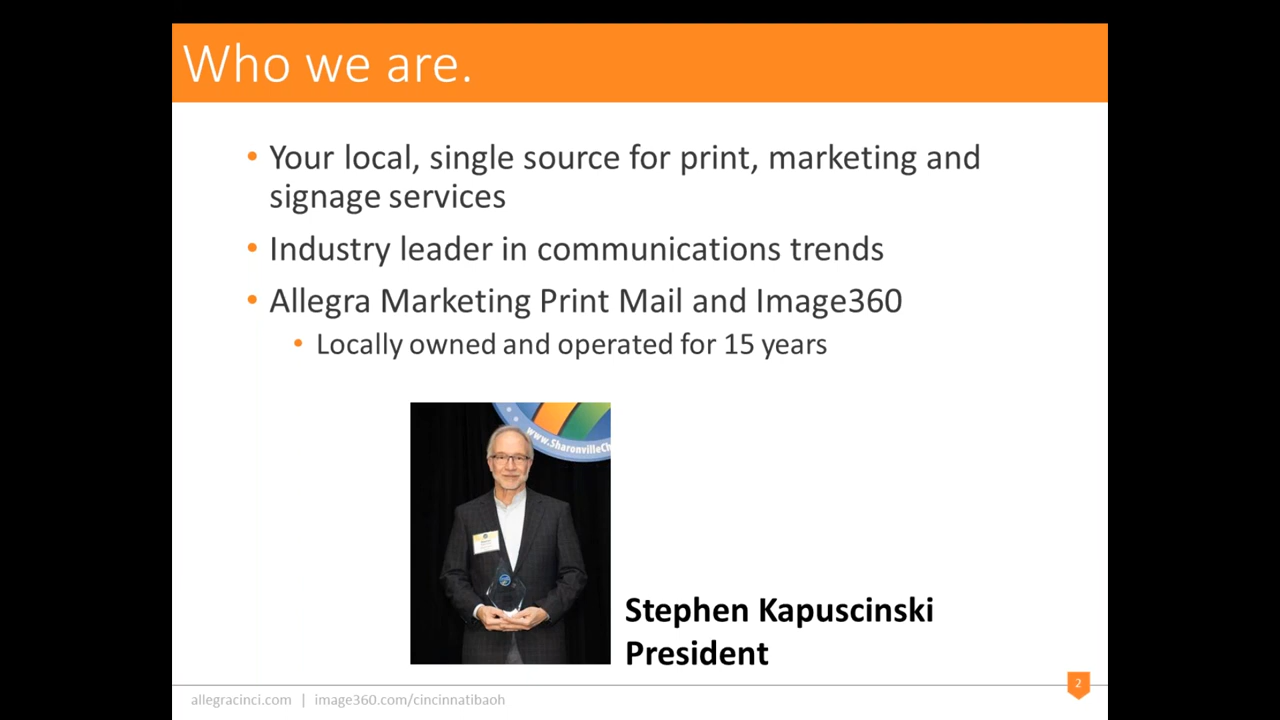 Who we are.
• Your local, single source for print, marketing and
signage services
• Industry leader in communications trends
• Allegra Marketing Print Mail and Image360
• Locally owned and operated for 15 years
www.SharonvilleCh
Stephen Kapuscinski
President
2
allegracinci.com | image360.com/cincinnatibaoh